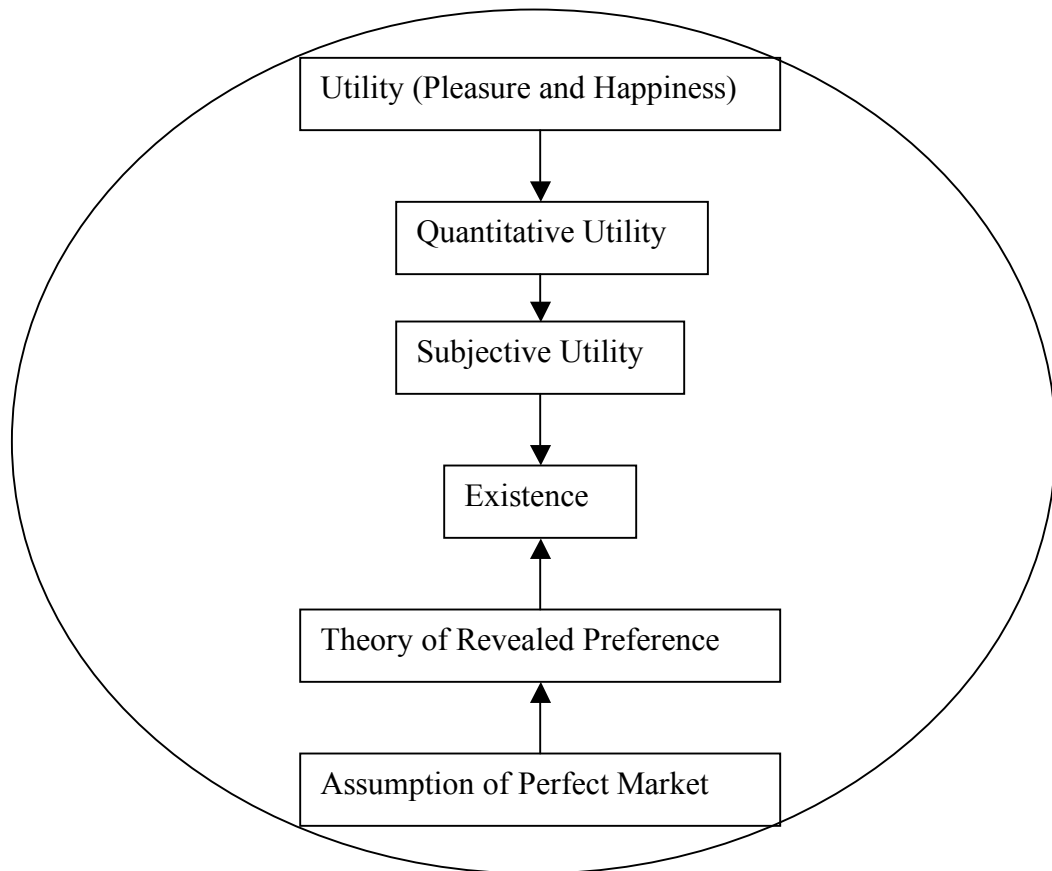 Utility (Pleasure and Happiness)
Quantitative Utility
Subjective Utility
Existence
Theory of Revealed Preference
Assumption of Perfect Market